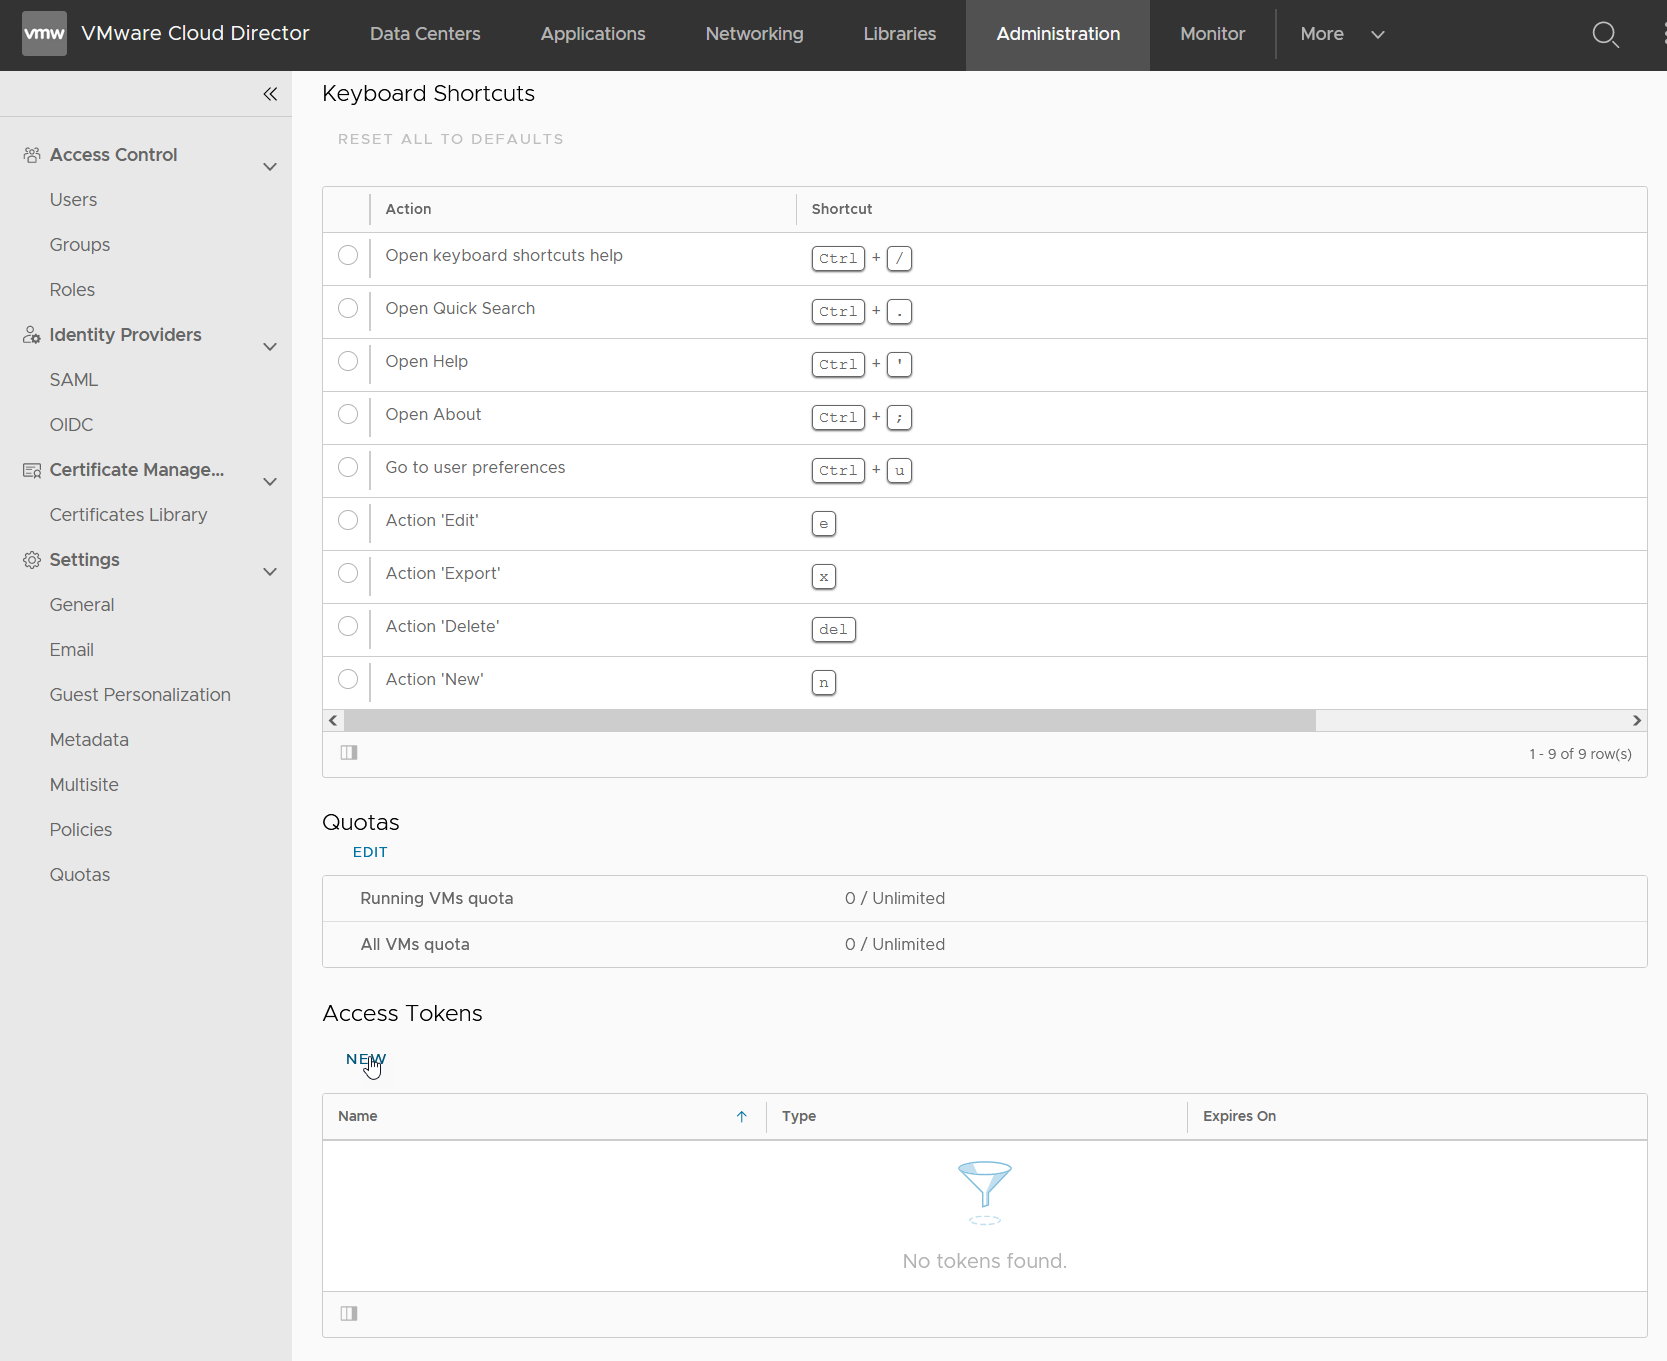 vmw VMware Cloud Director Data Centers Applications Networking Libraries Administration Monitor More
Access Control
Users
Groups
Roles
Identity Providers
SAML
OIDC
Certificate Manage...
Certificates Library
Settings
General
Email
Guest Personalization
Metadata
Multisite
Policies
Quotas
Keyboard Shortcuts
RESET ALL TO DEFAULTS
Action Shortcut
Open keyboard shortcuts help Ctrl + /
Open Quick Search Ctrl + .
Open Help Ctrl + '
Open About Ctrl + ;
Go to user preferences Ctrl + u
Action 'Edit' e
Action 'Export' x
Action 'Delete' del
Action 'New' n
1 - 9 of 9 row(s)
Quotas
EDIT
Running VMs quota 0 / Unlimited
All VMs quota 0 / Unlimited
Access Tokens
NEW
Name Type Expires On
No tokens found.